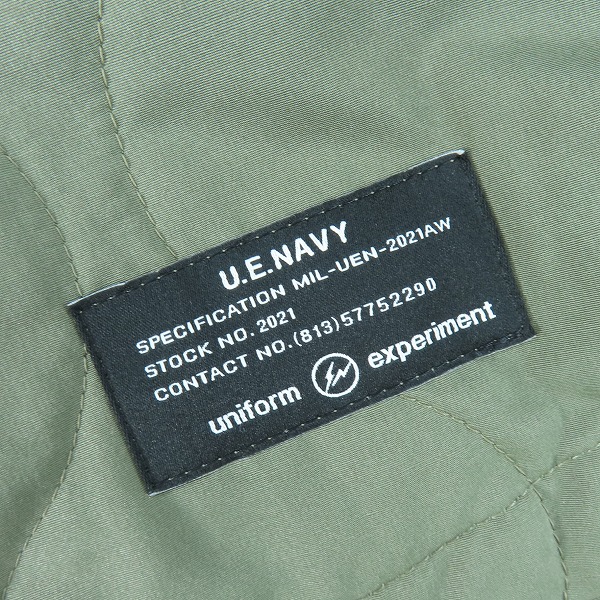 U.E.NAVY
SPECIFICATION MIL-UEN-2021AW
STOCK NO. 2021
CONTACT NO.(813)57752290
uniform experiment